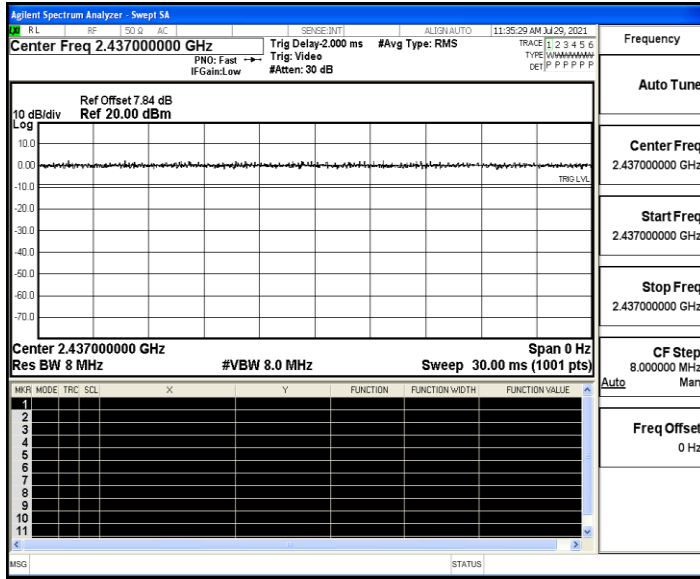 Agilent Spectrum Analyzer - Swept SA
RL RF 50 Ω AC SENSE:INT ALIGN AUTO 11:35:29 AM Jul 29, 2021
Center Freq 2.437000000 GHz
PNO: Fast
IFGain:Low
Trig Delay-2.000 ms
Trig: Video
#Atten: 30 dB
#Avg Type: RMS
TRACE 1 2 3 4 5 6
TYPE
DET P P P P P P
Ref Offset 7.84 dB
10 dB/div Ref 20.00 dBm
Log
10.0
0.00
TRIG LVL
-10.0
-20.0
-30.0
-40.0
-50.0
-60.0
-70.0
Center 2.437000000 GHz Span 0 Hz
Res BW 8 MHz #VBW 8.0 MHz Sweep 30.00 ms (1001 pts)
MKR MODE TRC SCL X Y FUNCTION FUNCTION WIDTH FUNCTION VALUE
1
2
3
4
5
6
7
8
9
10
11
MSG STATUS
Frequency
Auto Tune
Center Freq
2.437000000 GHz
Start Freq
2.437000000 GHz
Stop Freq
2.437000000 GHz
CF Step
8.000000 MHz
Auto Man
Freq Offset
0 Hz